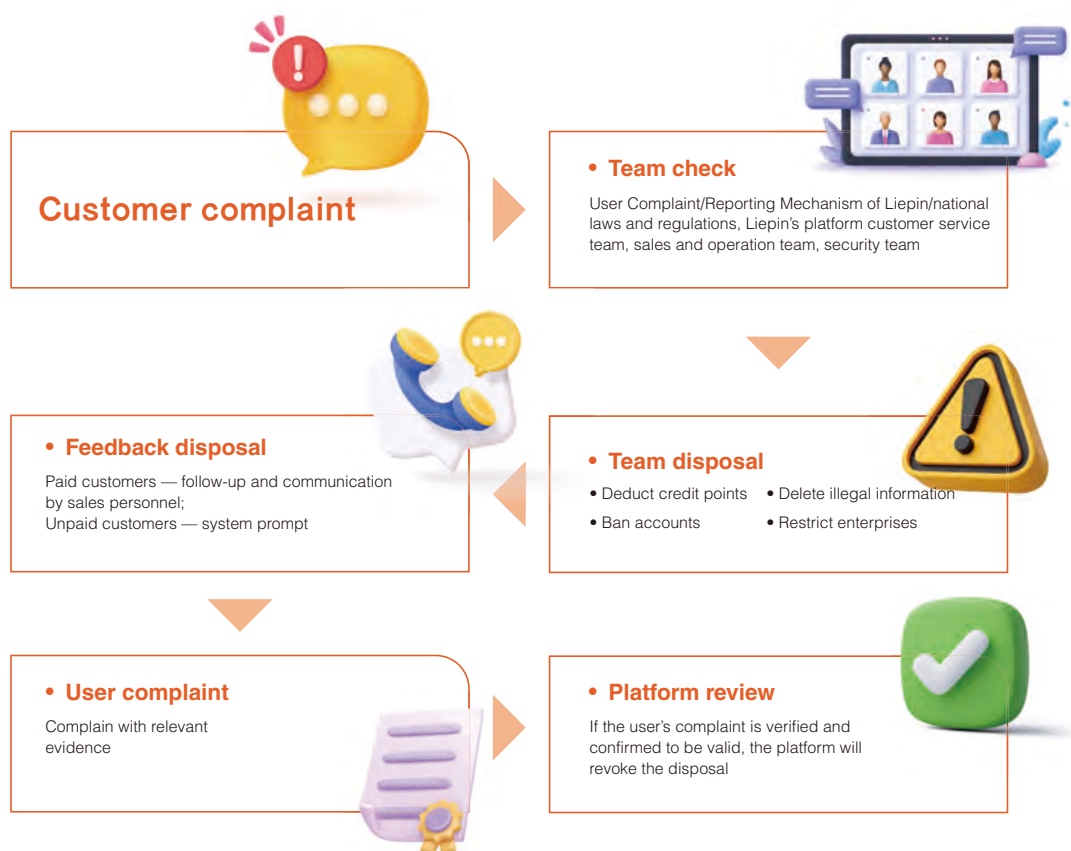 Customer complaint
• Team check
User Complaint/Reporting Mechanism of Liepin/national
laws and regulations, Liepin's platform customer service
team, sales and operation team, security team
• Team disposal
• Deduct credit points • Delete illegal information
• Ban accounts • Restrict enterprises
• Feedback disposal
Paid customers — follow-up and communication
by sales personnel;
Unpaid customers — system prompt
• User complaint
Complain with relevant
evidence
• Platform review
If the user's complaint is verified and
confirmed to be valid, the platform will
revoke the disposal